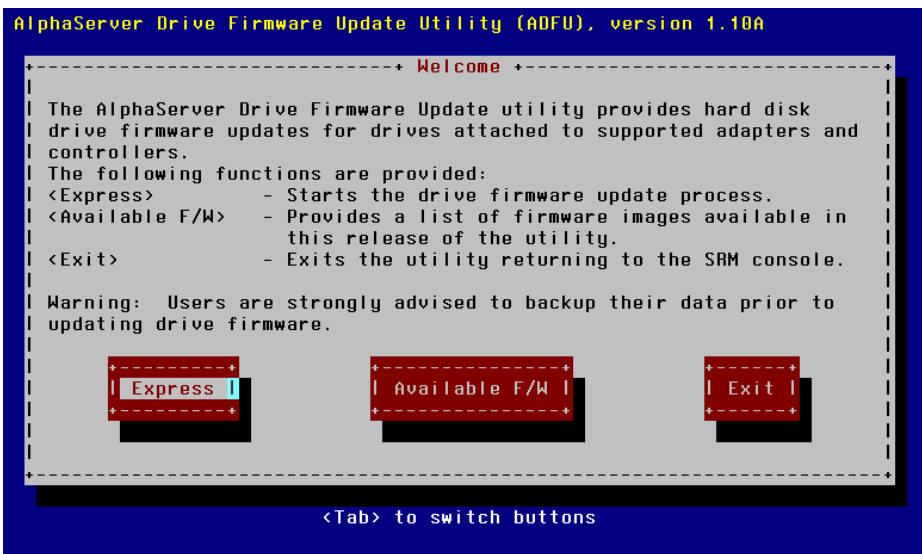 AlphaServer Drive Firmware Update Utility (ADFU), version 1.10A
Welcome
The AlphaServer Drive Firmware Update utility provides hard disk
drive firmware updates for drives attached to supported adapters and
controllers.
The following functions are provided:
<Express> - Starts the drive firmware update process.
<Available F/W> - Provides a list of firmware images available in
this release of the utility.
<Exit> - Exits the utility returning to the SRM console.
Warning: Users are strongly advised to backup their data prior to
updating drive firmware.
Express Available F/W Exit
<Tab> to switch buttons